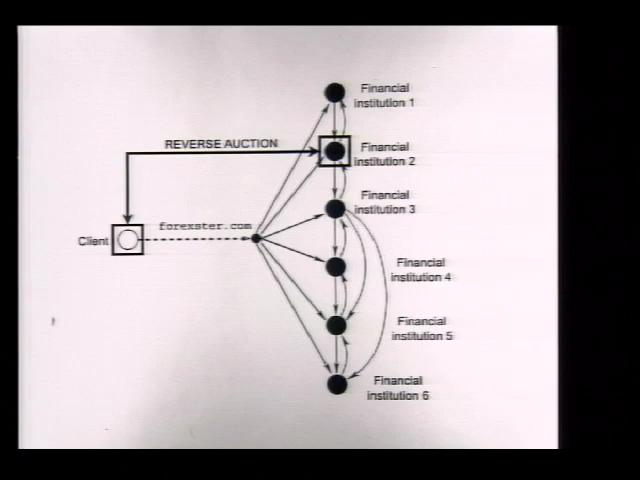 Financial
institution 1
REVERSE AUCTION
Financial
institution 2
Financial
institution 3
forexster.com
Client
Financial
institution 4
Financial
institution 5
Financial
institution 6